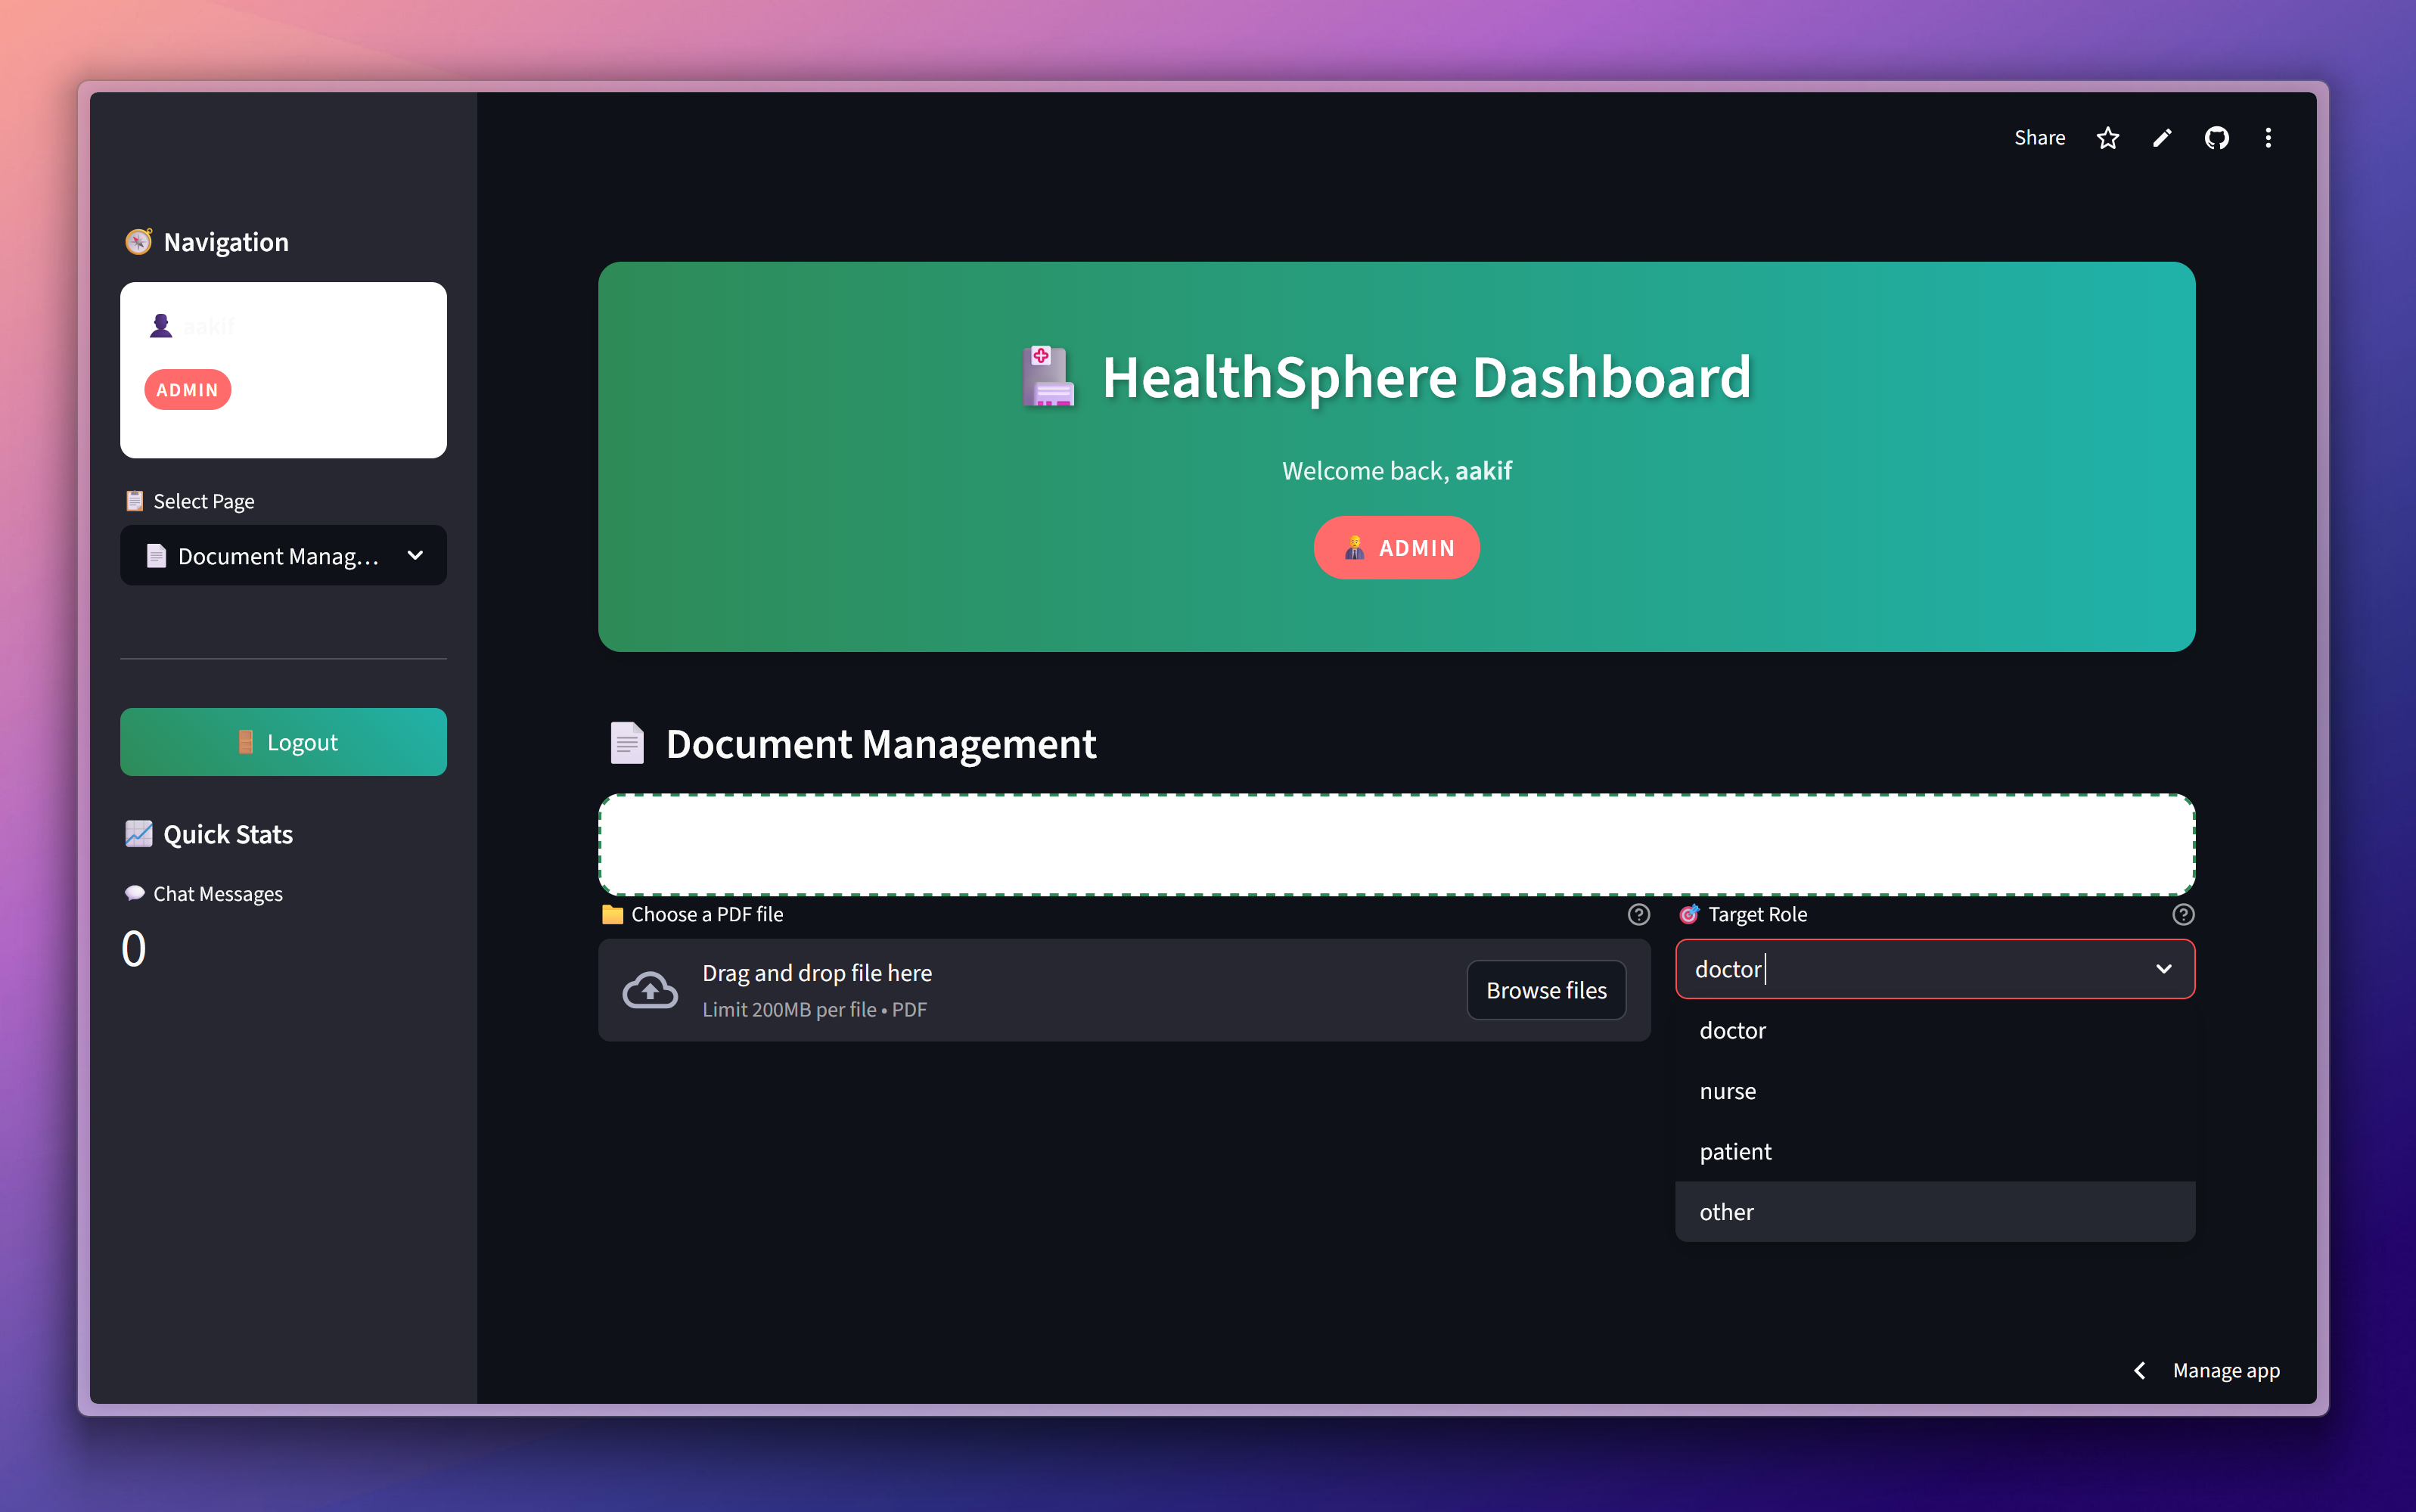 Share
Navigation
aakif
ADMIN
Select Page
Document Manag...
Logout
Quick Stats
Chat Messages
0
HealthSphere Dashboard
Welcome back, aakif
ADMIN
Document Management
Choose a PDF file
Drag and drop file here
Limit 200MB per file • PDF
Browse files
Target Role
doctor
doctor
nurse
patient
other
Manage app